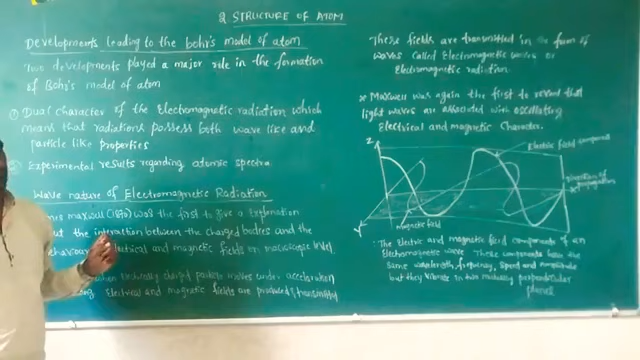 2 STRUCTURE OF ATOM
Developments leading to the bohr's model of atom
Two developments played a major role in the formation
of Bohr's model of atom
① Dual character of the Electromagnetic radiation which
means that radiations possess both wave like and
particle like properties
② Experimental results regarding atomic spectra
Wave nature of Electromagnetic Radiation
maxwell (1870) was the first to give a explanation
the interaction between the charged bodies and the
Electrical and magnetic fields on macroscopic level
Electrically charged particle moves under acceleration
Electrical and magnetic fields are produced & transmitted
These fields are transmitted in the form of
waves called Electromagnetic waves or
Electromagnetic radiation.
* Maxwell was again the first to reveal that
light waves are associated with oscillating
Electrical and magnetic character.
Z
Electric field
direction of
propagation
X
Y
magnetic field
The Electric and magnetic field components of an
Electromagnetic wave These components have the
same wavelength, frequency, speed and amplitude
but they vibrate in two mutually perpendicular
planes